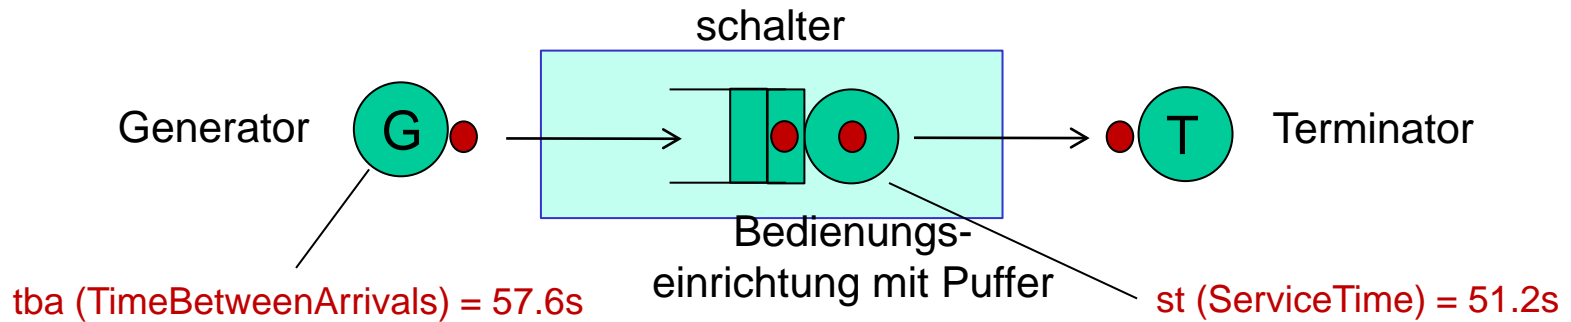 schalter
Generator
G
T
Terminator
Bedienungs-
einrichtung mit Puffer
tba (TimeBetweenArrivals) = 57.6s
st (ServiceTime) = 51.2s